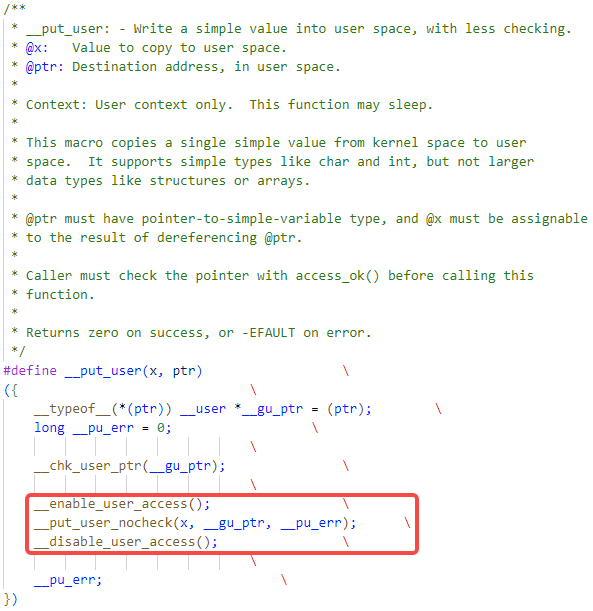 /**
 * __put_user: - Write a simple value into user space, with less checking.
 * @x:   Value to copy to user space.
 * @ptr: Destination address, in user space.
 *
 * Context: User context only.  This function may sleep.
 *
 * This macro copies a single simple value from kernel space to user
 * space.  It supports simple types like char and int, but not larger
 * data types like structures or arrays.
 *
 * @ptr must have pointer-to-simple-variable type, and @x must be assignable
 * to the result of dereferencing @ptr.
 *
 * Caller must check the pointer with access_ok() before calling this
 * function.
 *
 * Returns zero on success, or -EFAULT on error.
 */
#define __put_user(x, ptr) \
({ \
    __typeof__(*(ptr)) __user *__gu_ptr = (ptr); \
    long __pu_err = 0; \
 \
    __chk_user_ptr(__gu_ptr); \
 \
    __enable_user_access(); \
    __put_user_nocheck(x, __gu_ptr, __pu_err); \
    __disable_user_access(); \
 \
    __pu_err; \
})